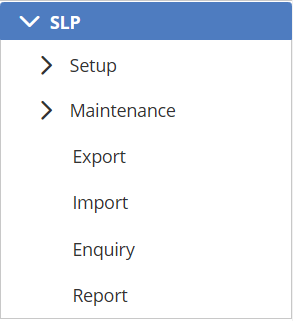 SLP
Setup
Maintenance
Export
Import
Enquiry
Report